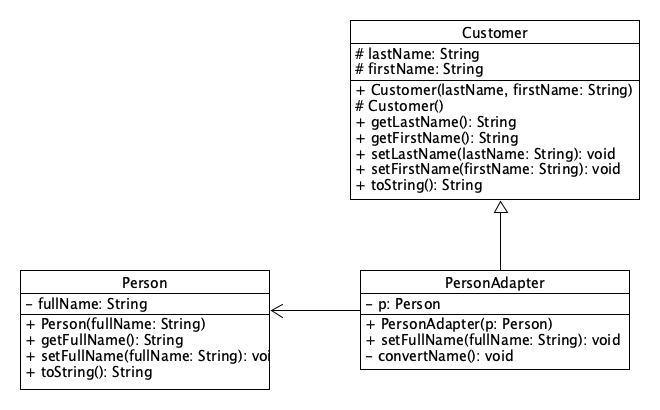 Customer
# lastName: String
# firstName: String
+ Customer(lastName, firstName: String)
# Customer()
+ getLastName(): String
+ getFirstName(): String
+ setLastName(lastName: String): void
+ setFirstName(firstName: String): void
+ toString(): String
Person
– fullName: String
+ Person(fullName: String)
+ getFullName(): String
+ setFullName(fullName: String): voi
+ toString(): String
PersonAdapter
– p: Person
+ PersonAdapter(p: Person)
+ setFullName(fullName: String): void
– convertName(): void